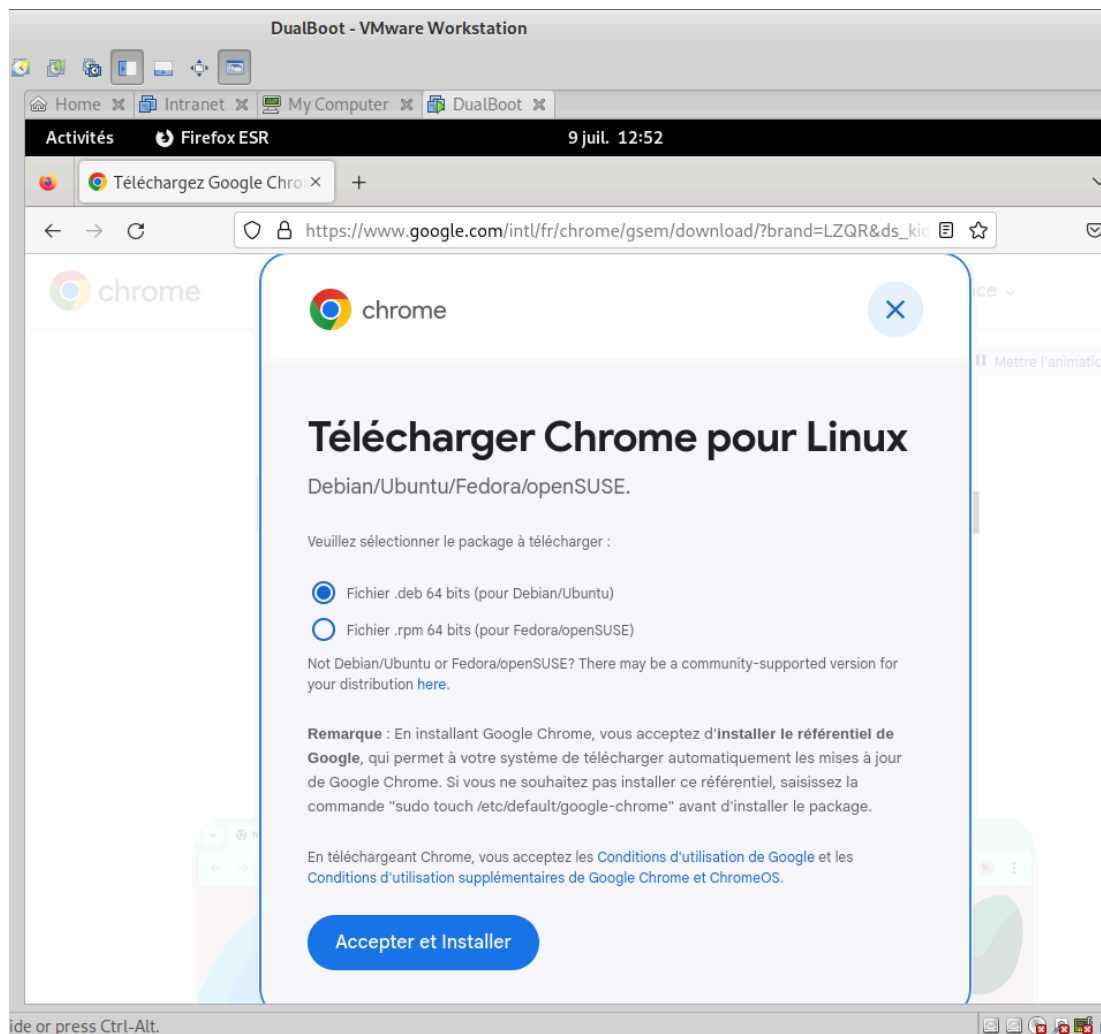 DualBoot - VMware Workstation
Home Intranet My Computer DualBoot
Activités Firefox ESR 9 juil. 12:52
Téléchargez Google Chro
https://www.google.com/intl/fr/chrome/gsem/download/?brand=LZQR&ds_kid
chrome
chrome
Mettre l'animatio
Télécharger Chrome pour Linux
Debian/Ubuntu/Fedora/openSUSE.
Veuillez sélectionner le package à télécharger :
Fichier .deb 64 bits (pour Debian/Ubuntu)
Fichier .rpm 64 bits (pour Fedora/openSUSE)
Not Debian/Ubuntu or Fedora/openSUSE? There may be a community-supported version for
your distribution here.
Remarque : En installant Google Chrome, vous acceptez d'installer le référentiel de
Google, qui permet à votre système de télécharger automatiquement les mises à jour
de Google Chrome. Si vous ne souhaitez pas installer ce référentiel, saisissez la
commande "sudo touch /etc/default/google-chrome" avant d'installer le package.
En téléchargeant Chrome, vous acceptez les Conditions d'utilisation de Google et les
Conditions d'utilisation supplémentaires de Google Chrome et ChromeOS.
Accepter et Installer
ide or press Ctrl-Alt.